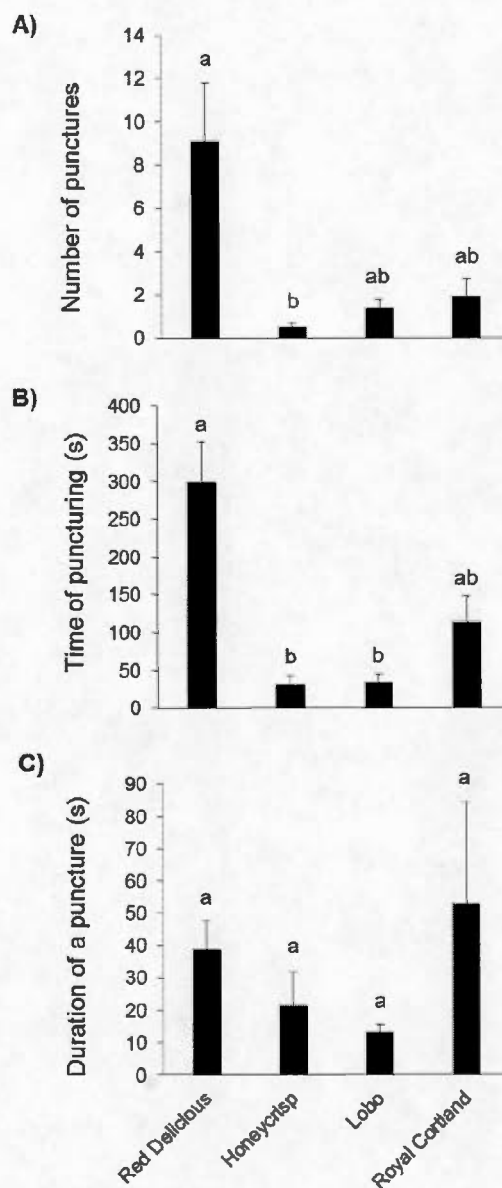 A)
Number of punctures
14
12
10
8
6
4
2
0
a
b
ab
ab
B)
Time of puncturing (s)
400
350
300
250
200
150
100
50
0
a
b
b
ab
C)
Duration of a puncture (s)
90
80
70
60
50
40
30
20
10
0
a
a
a
a
Red Delicious
Honeycrisp
Lobo
Royal Cortland